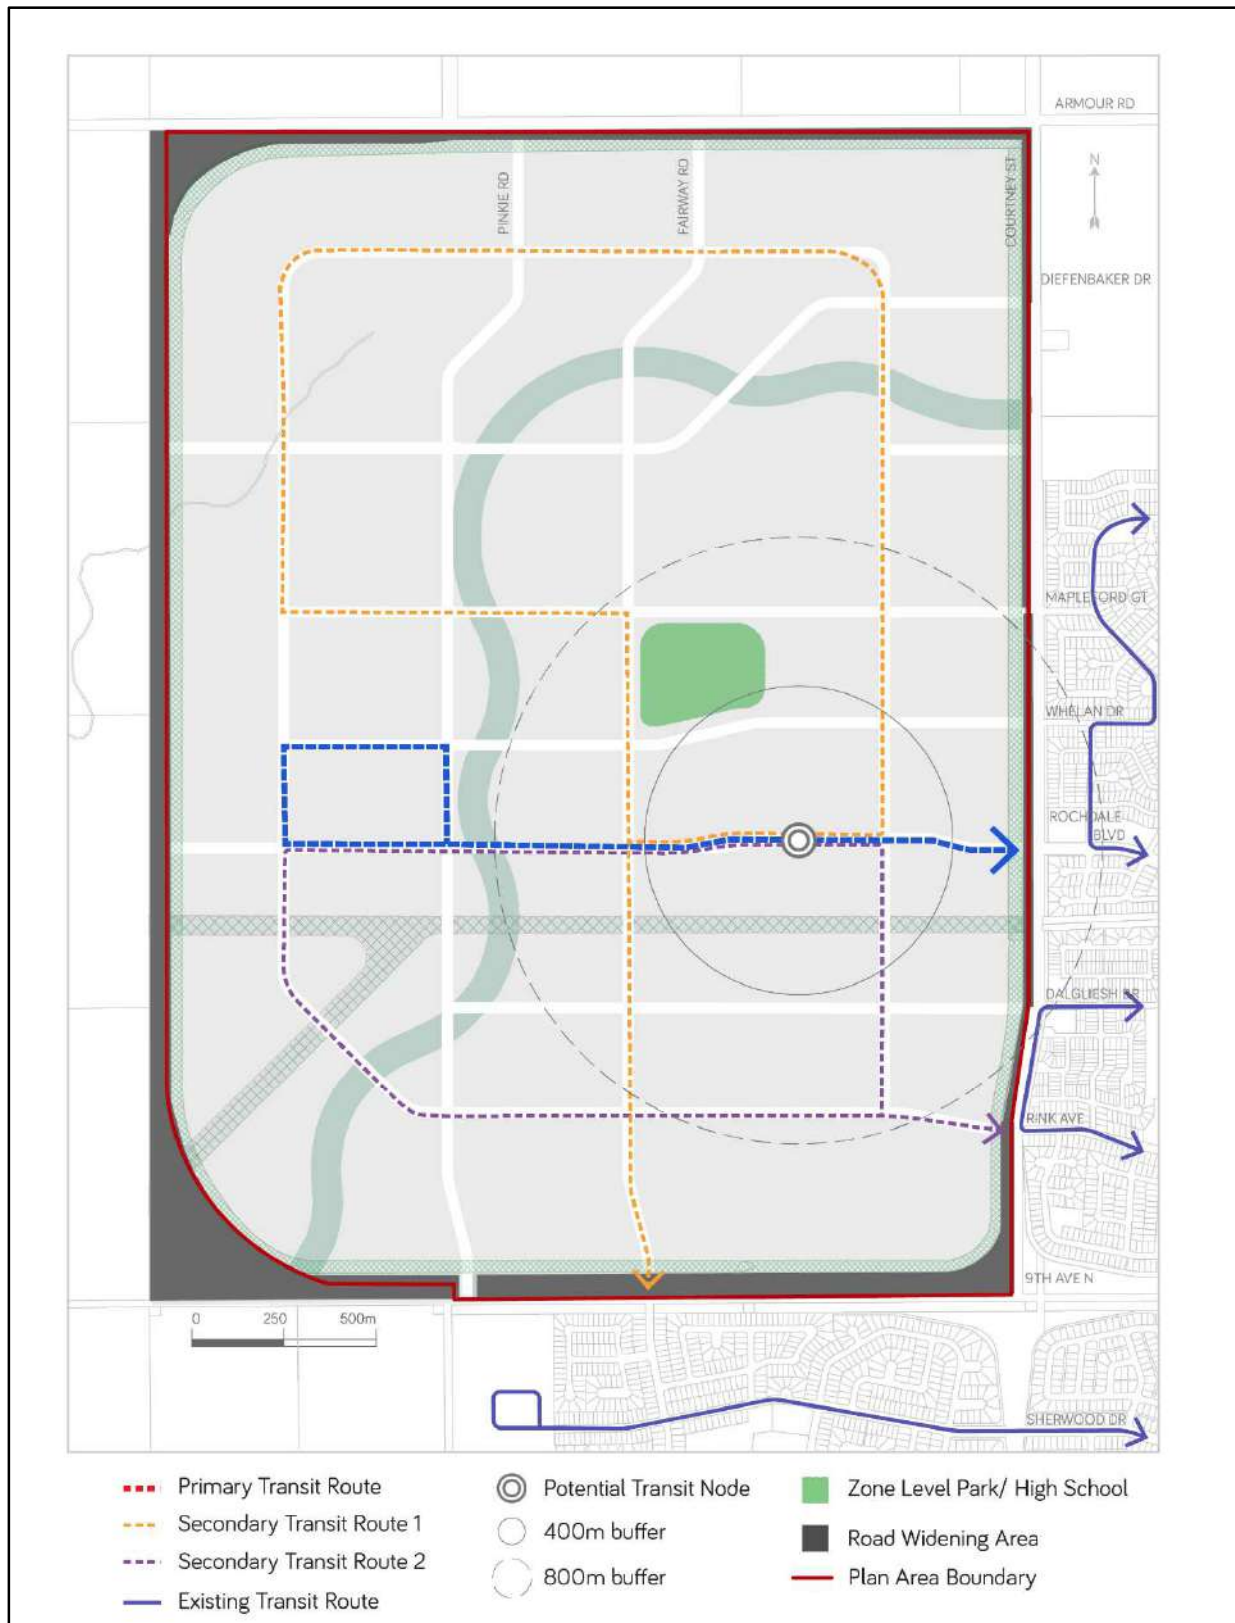 ARMOUR RD
N
PINKIE RD
FAIRWAY RD
COURTNEY ST
DIEFENBAKER DR
MAPLEFORD GT
WHELAN DR
ROCHDALE
BLVD
DALGLIESH DR
RINK AVE
9TH AVE N
0 250 500m
SHERWOOD DR
Primary Transit Route
Secondary Transit Route 1
Secondary Transit Route 2
Existing Transit Route
Potential Transit Node
400m buffer
800m buffer
Zone Level Park/ High School
Road Widening Area
Plan Area Boundary